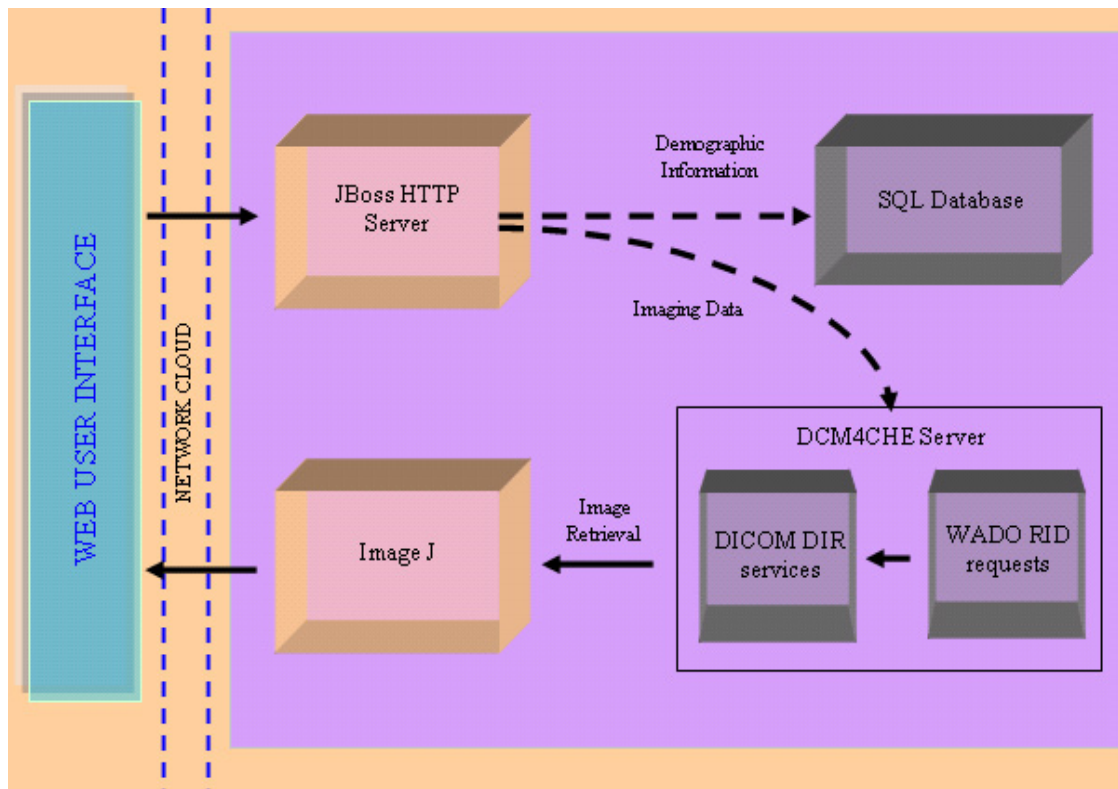 WEB USER INTERFACE
NETWORK CLOUD
JBoss HTTP
Server
Demographic
Information
SQL Database
Imaging Data
DCM4CHE Server
DICOM DIR
services
WADO RID
requests
Image
Retrieval
Image J